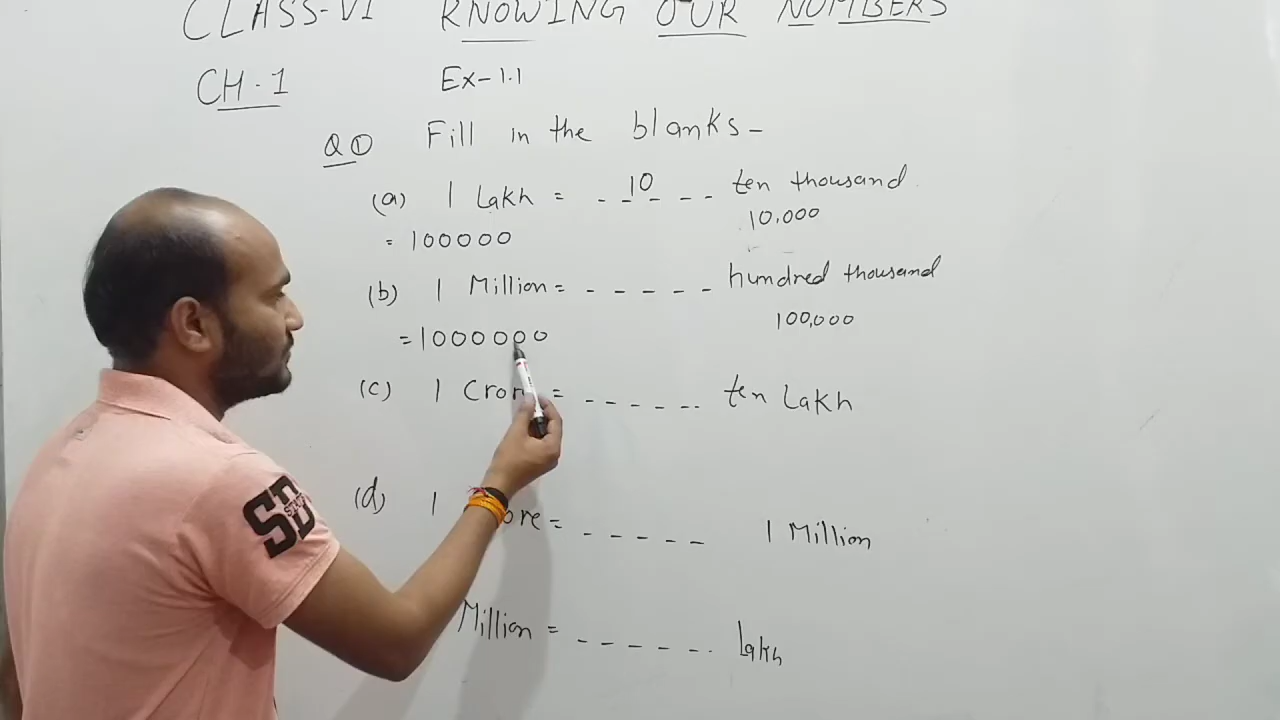 CLASS-VI KNOWING OUR NUMBERS
CH-1 Ex-1.1
Q① Fill in the blanks-
(a) 1 Lakh = - - 10 - - - ten thousand
= 100000 10,000
(b) 1 Million = - - - - - hundred thousand
= 1000000 100,000
(c) 1 Cror = - - - - - - ten Lakh
(d) 1 ore = - - - - - 1 Million
Million = - - - - - - Lakh
SD